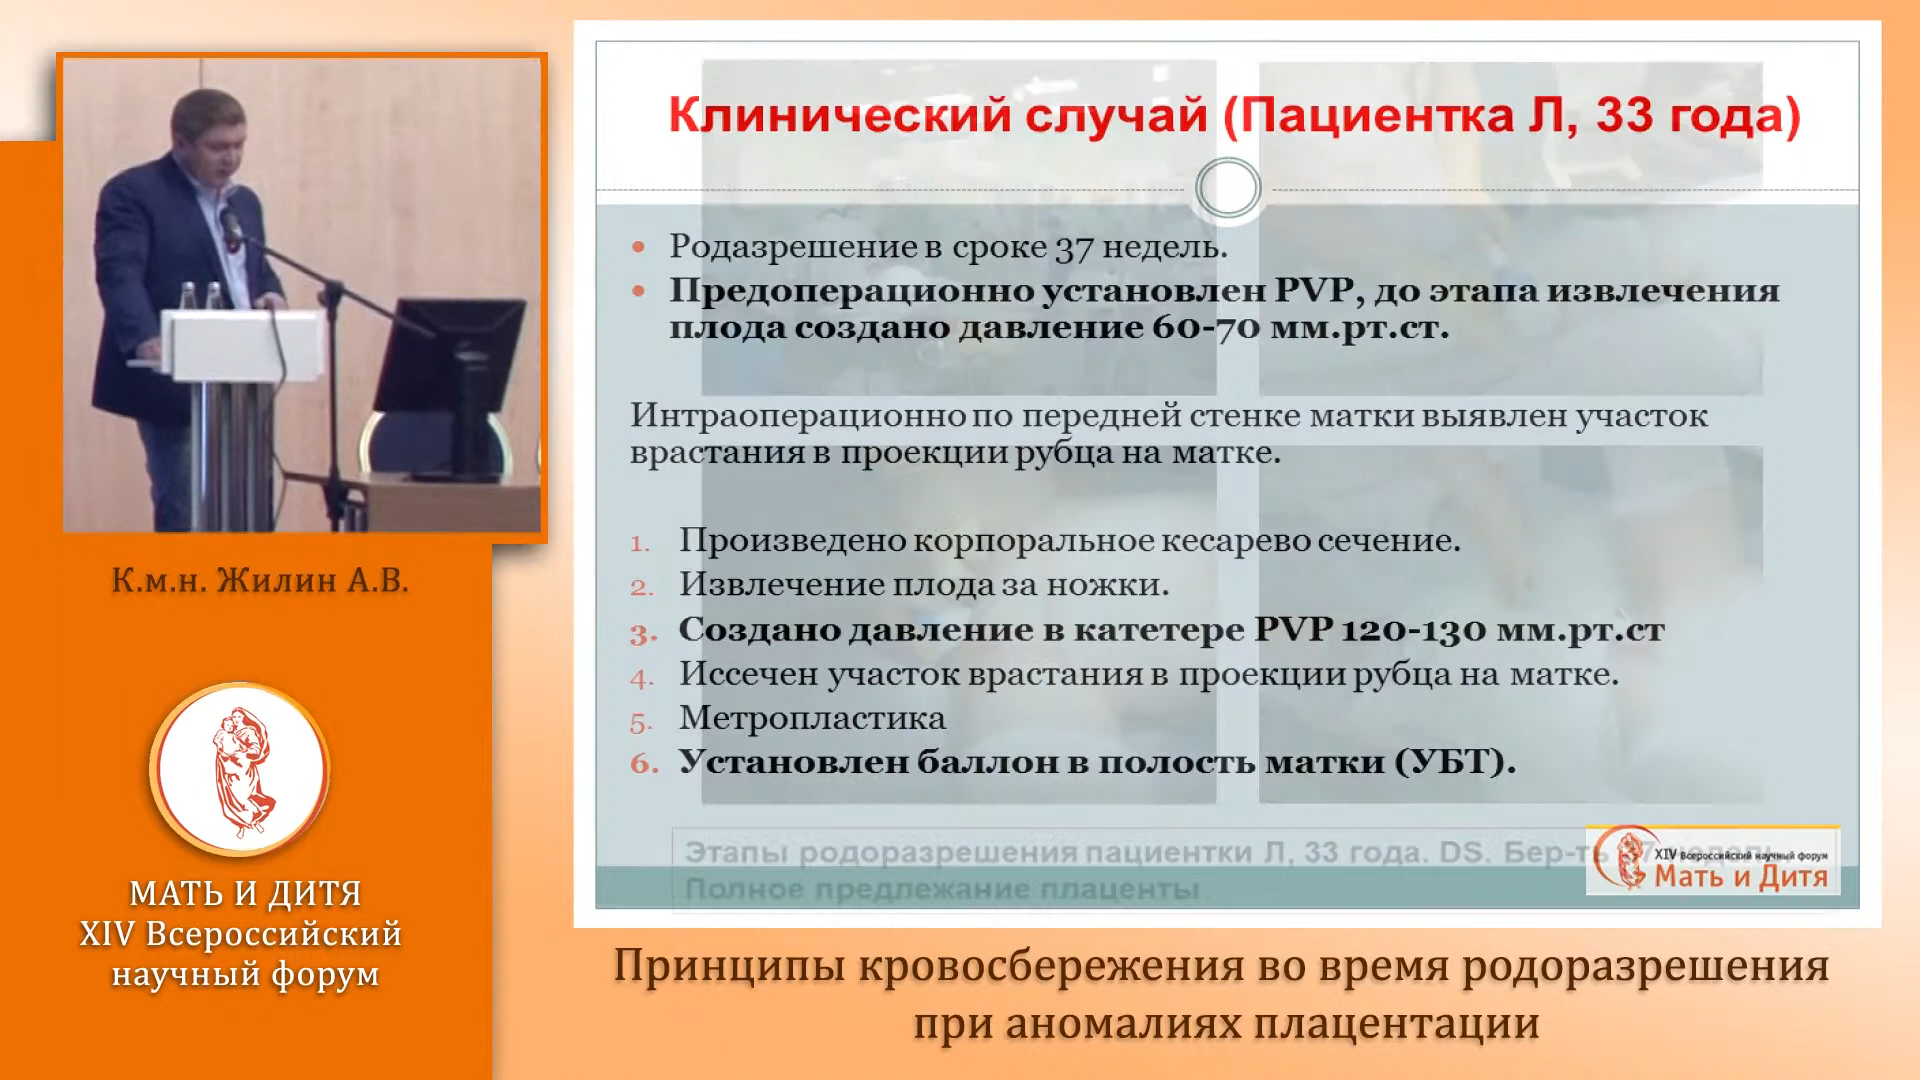 Клинический случай (Пациентка Л, 33 года)
Родазрешение в сроке 37 недель.
Предоперационно установлен PVP, до этапа извлечения
плода создано давление 60-70 мм.рт.ст.
Интраоперационно по передней стенке матки выявлен участок
врастания в проекции рубца на матке.
1. Произведено корпоральное кесарево сечение.
2. Извлечение плода за ножки.
3. Создано давление в катетере PVP 120-130 мм.рт.ст
4. Иссечен участок врастания в проекции рубца на матке.
5. Метропластика
6. Установлен баллон в полость матки (УБТ).
Этапы родоразрешения пациентки Л, 33 года. DS. Бер-ть
Полное предлежание плаценты
XIV Всероссийский научный форум
Мать и Дитя
К.м.н. Жилин А.В.
МАТЬ И ДИТЯ
XIV Всероссийский
научный форум
Принципы кровосбережения во время родоразрешения
при аномалиях плацентации